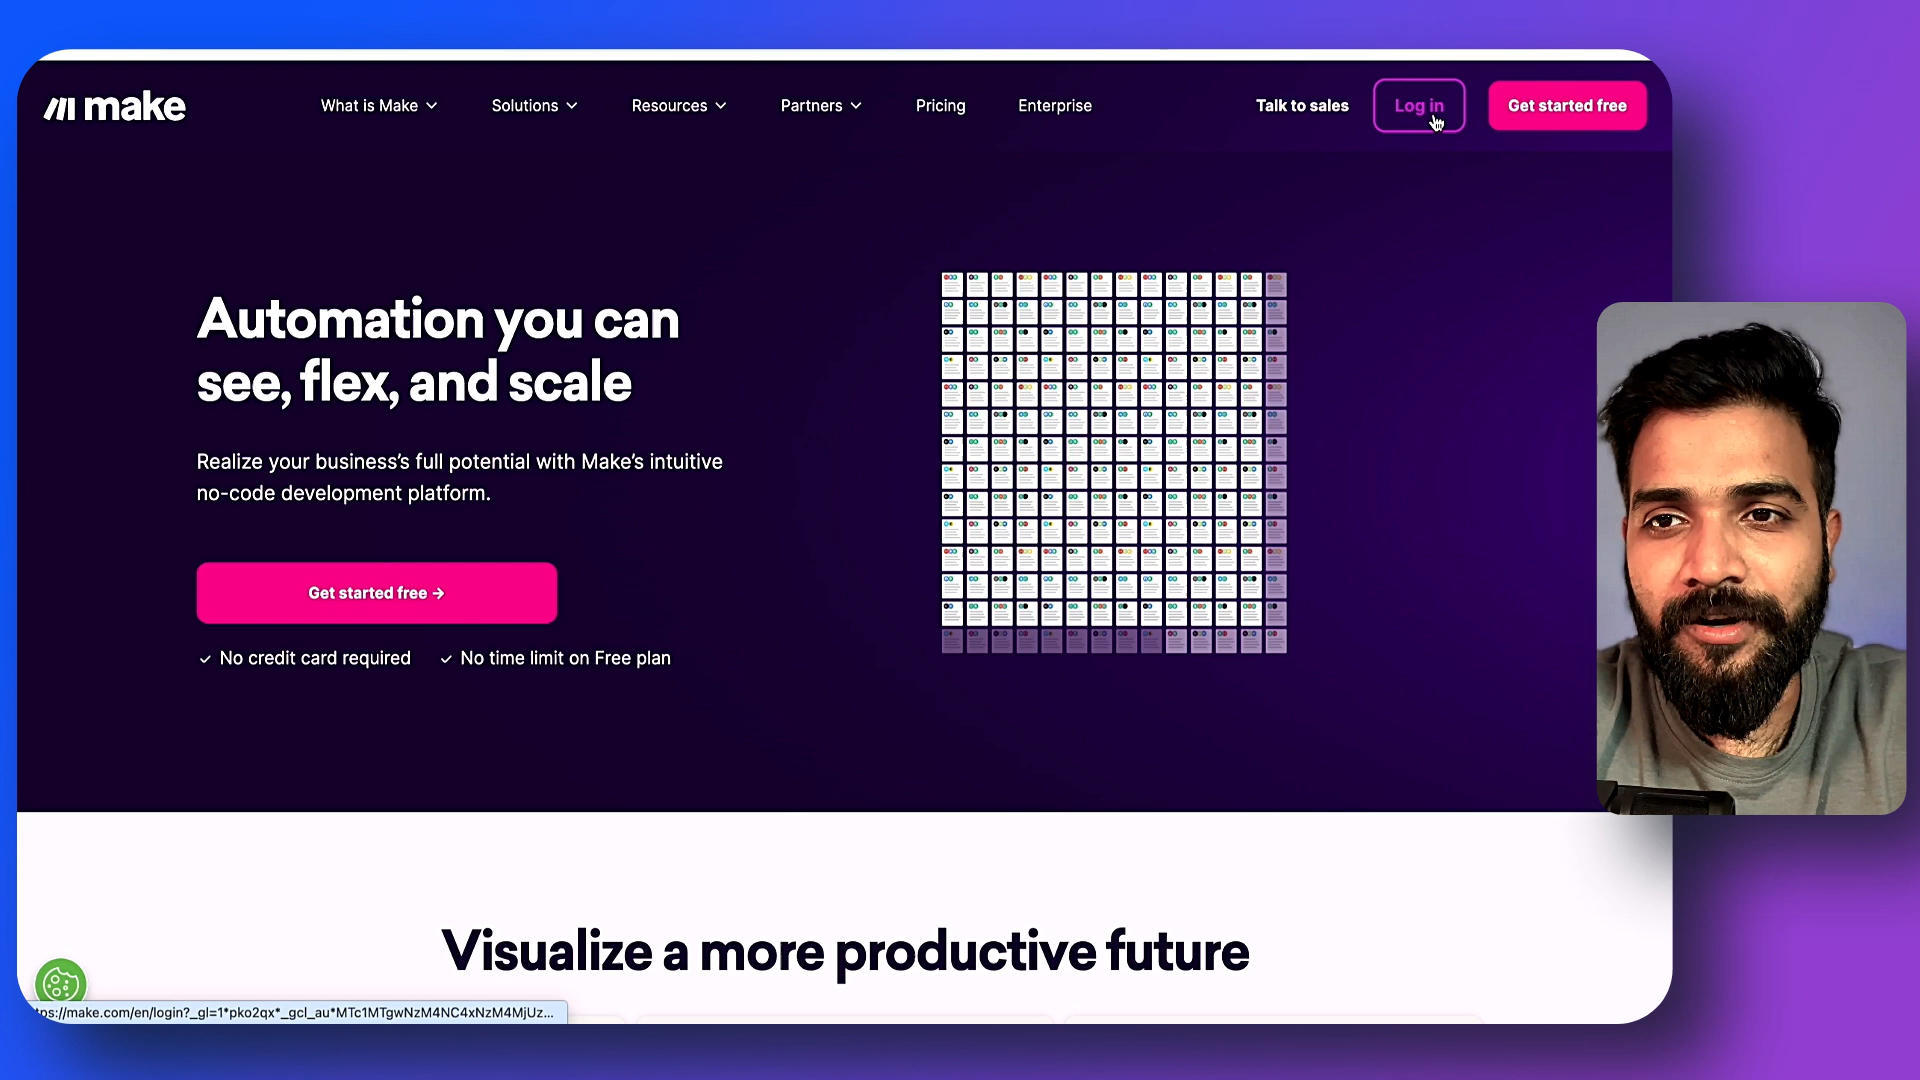 make
What is Make
Solutions
Resources
Partners
Pricing
Enterprise
Talk to sales
Log in
Get started free
Automation you can
see, flex, and scale
Realize your business's full potential with Make's intuitive
no-code development platform.
Get started free →
✓ No credit card required
✓ No time limit on Free plan
Visualize a more productive future
tps://make.com/en/login?_gl=1*pko2qx*_gcl_au*MTc1MTgwNzM4NC4xNzM4MjUz...